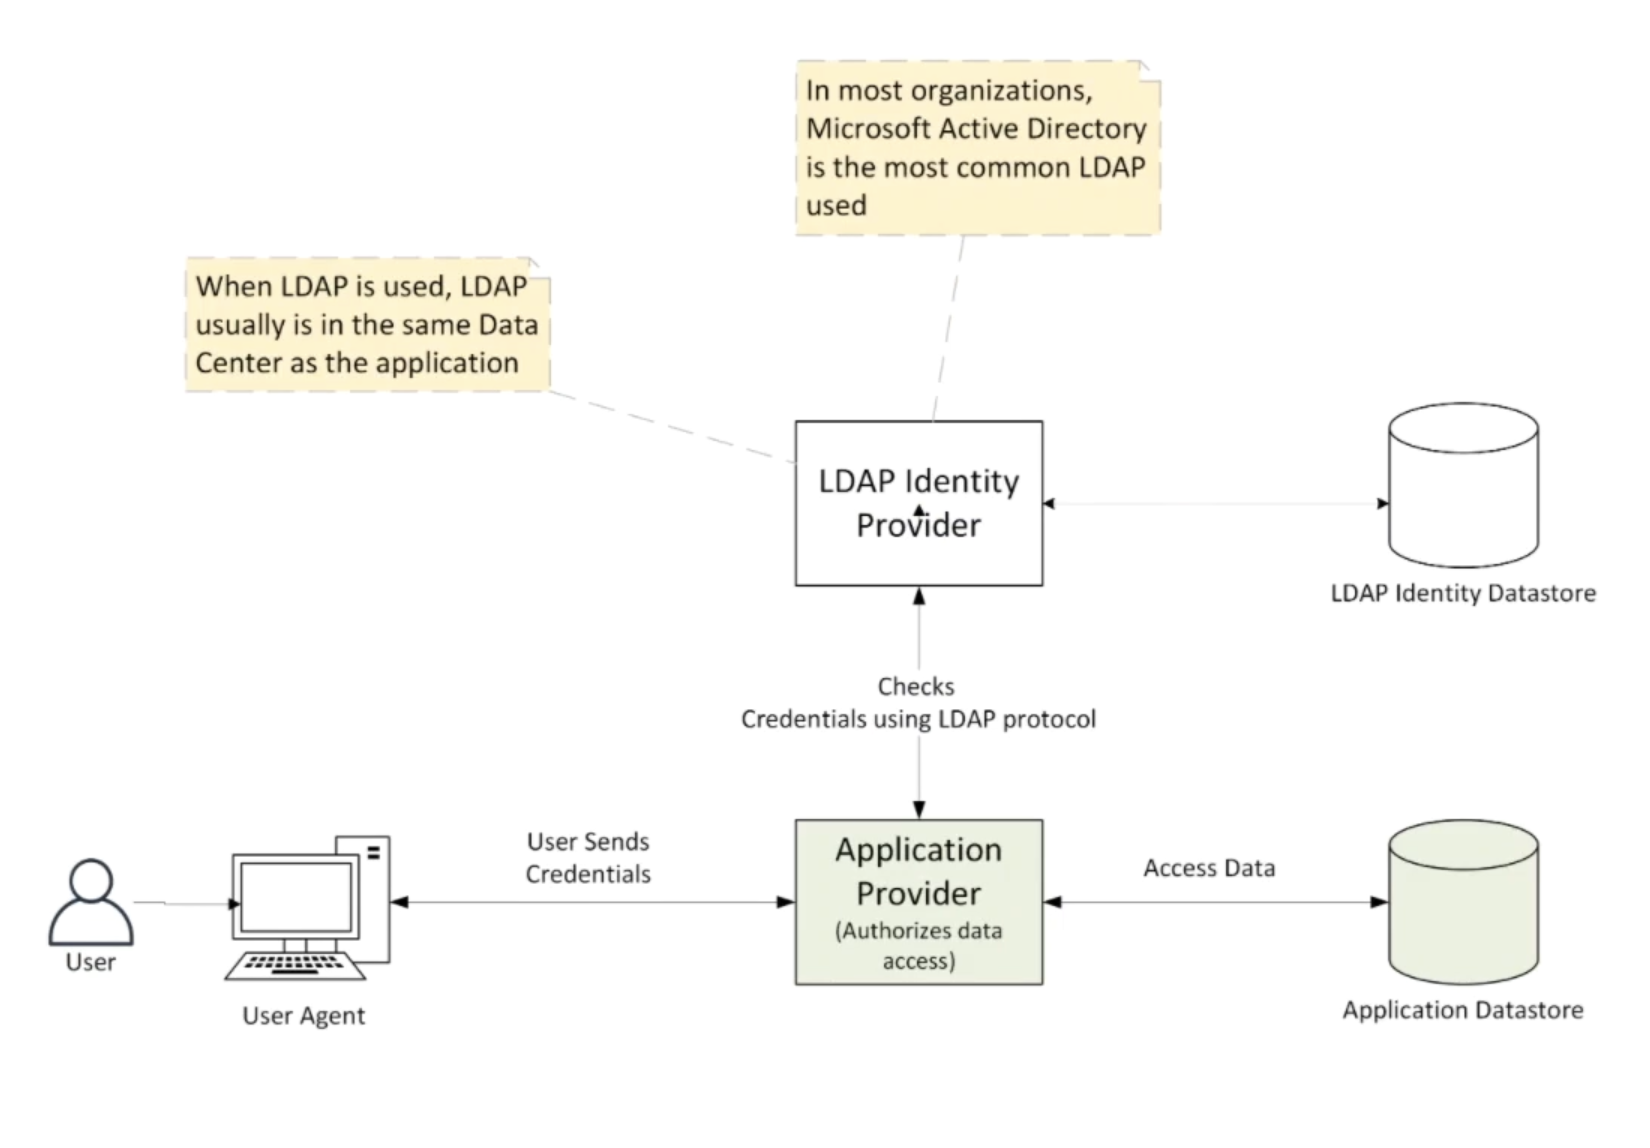 In most organizations,
Microsoft Active Directory
is the most common LDAP
used
When LDAP is used, LDAP
usually is in the same Data
Center as the application
LDAP Identity
Provider
LDAP Identity Datastore
Checks
Credentials using LDAP protocol
User Sends
Credentials
Application
Provider
(Authorizes data
access)
Access Data
User
User Agent
Application Datastore